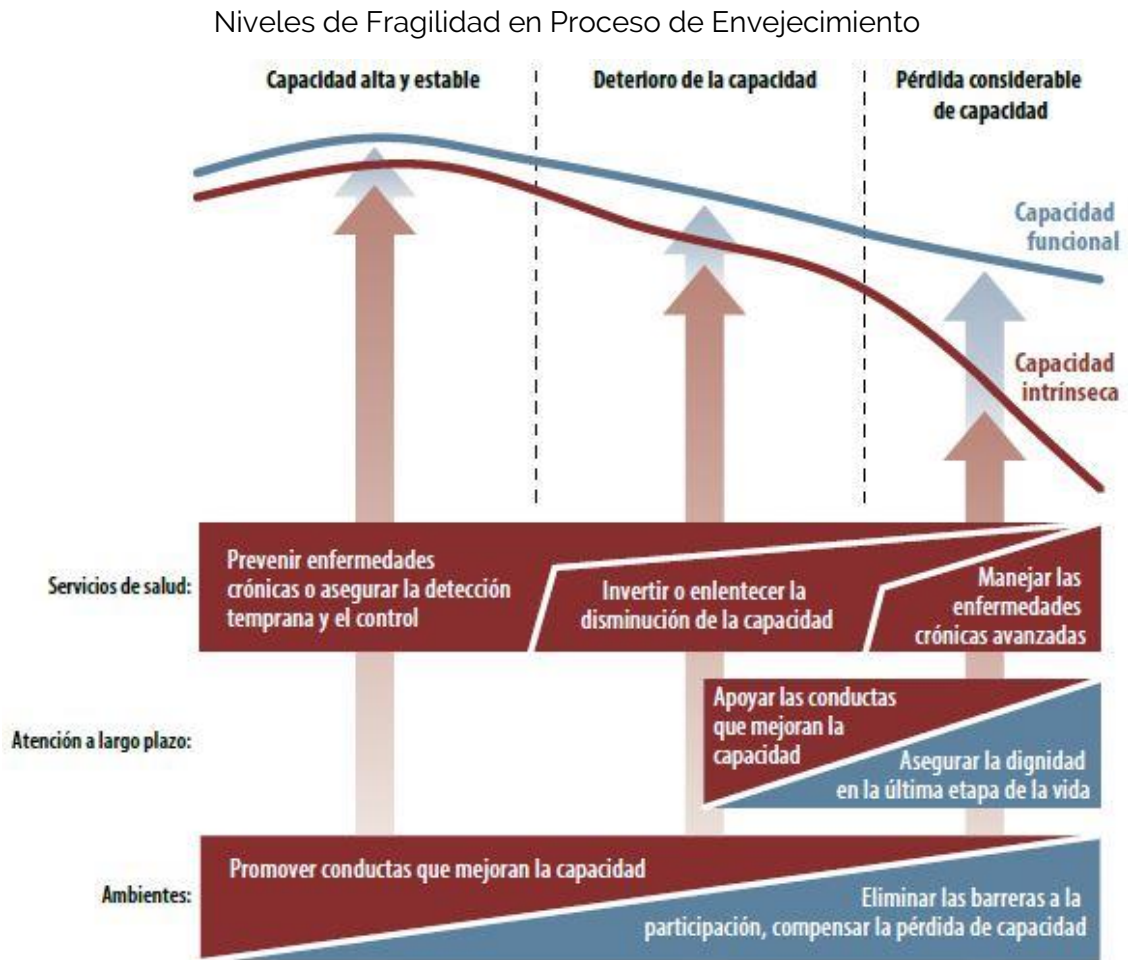 Niveles de Fragilidad en Proceso de Envejecimiento
Capacidad alta y estable
Deterioro de la capacidad
Pérdida considerable
de capacidad
Capacidad
funcional
Capacidad
intrínseca
Servicios de salud:
Prevenir enfermedades
crónicas o asegurar la detección
temprana y el control
Invertir o enlentecer la
disminución de la capacidad
Manejar las
enfermedades
crónicas avanzadas
Atención a largo plazo:
Apoyar las conductas
que mejoran la
capacidad
Asegurar la dignidad
en la última etapa de la vida
Ambientes:
Promover conductas que mejoran la capacidad
Eliminar las barreras a la
participación, compensar la pérdida de capacidad